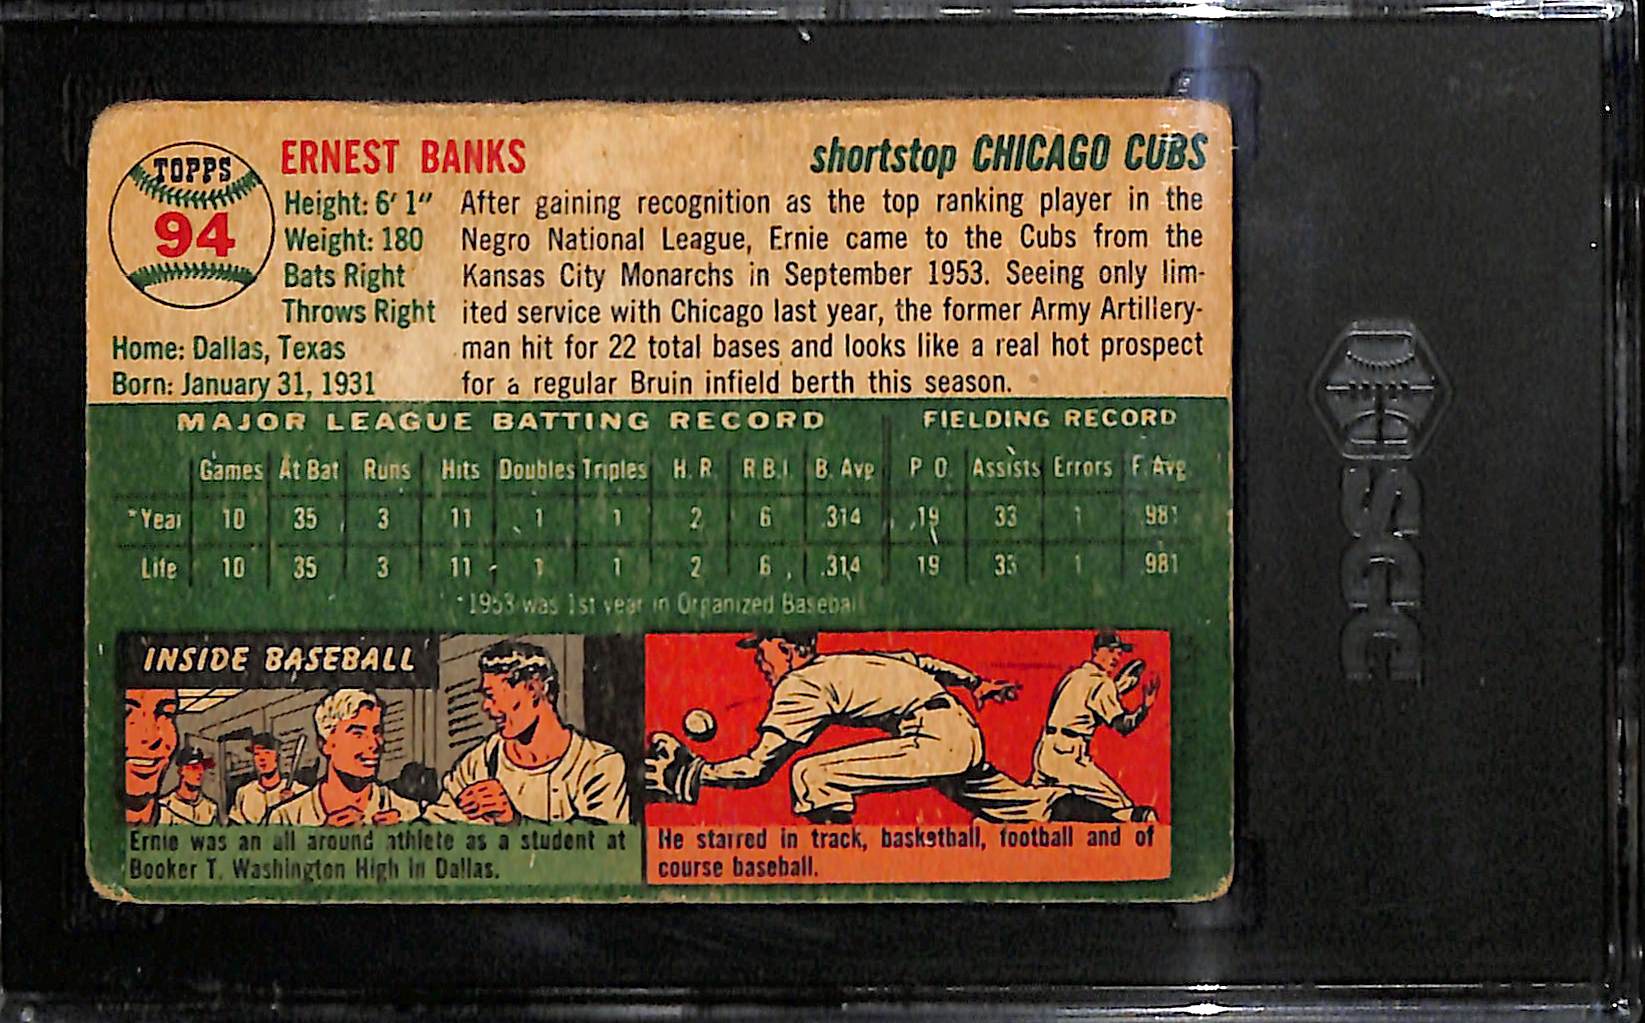 TOPPS
94
ERNEST BANKS
shortstop CHICAGO CUBS
Height: 6' 1"
Weight: 180
Bats Right
Throws Right
Home: Dallas, Texas
Born: January 31, 1931
After gaining recognition as the top ranking player in the
Negro National League, Ernie came to the Cubs from the
Kansas City Monarchs in September 1953. Seeing only lim-
ited service with Chicago last year, the former Army Artillery-
man hit for 22 total bases and looks like a real hot prospect
for a regular Bruin infield berth this season.
MAJOR LEAGUE BATTING RECORD FIELDING RECORD
Games At Bat Runs Hits Doubles Triples H. R. R.B.I. B. Avg P O. Assists Errors F. Avg.
*Year 10 35 3 11 1 1 2 6 .314 19 33 1 .981
Life 10 35 3 11 1 1 2 6 .314 19 33 1 .981
*1953 was 1st year in Organized Baseball
INSIDE BASEBALL
Ernie was an all around athlete as a student at
Booker T. Washington High in Dallas.
He starred in track, basketball, football and of
course baseball.
SGC